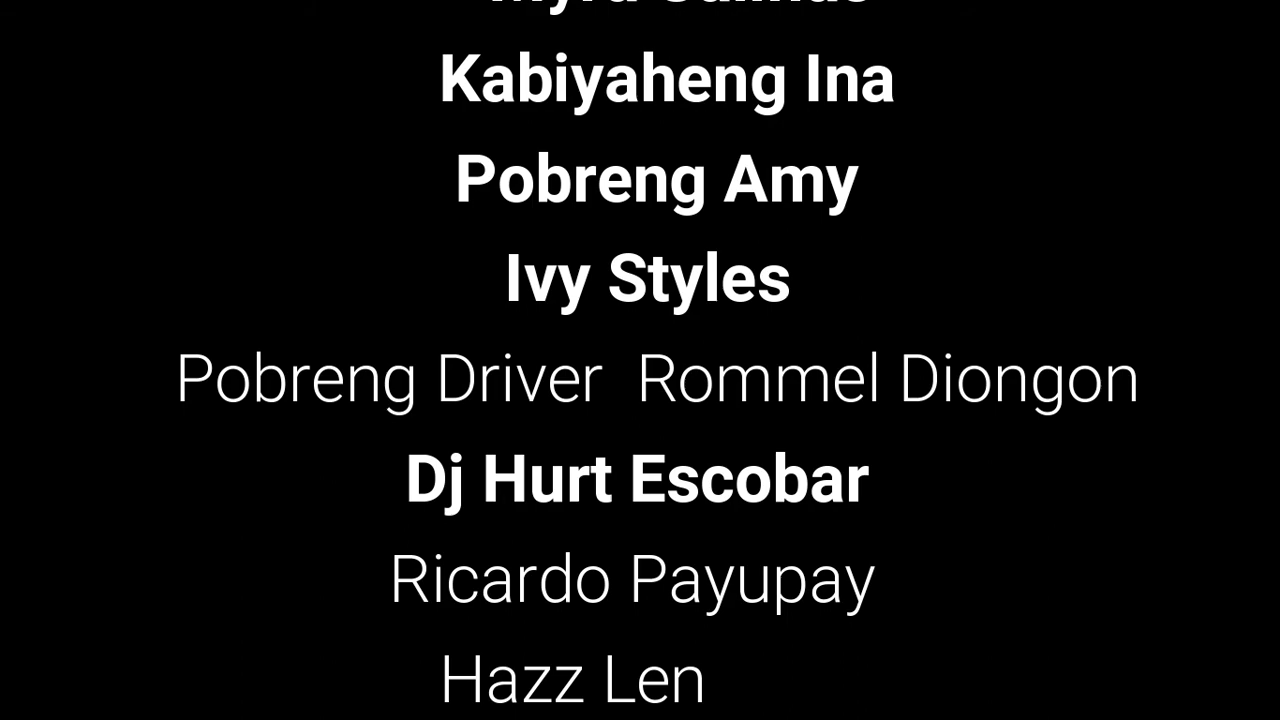 Kabiyaheng Ina
Pobreng Amy
Ivy Styles
Pobreng Driver  Rommel Diongon
Dj Hurt Escobar
Ricardo Payupay
Hazz Len